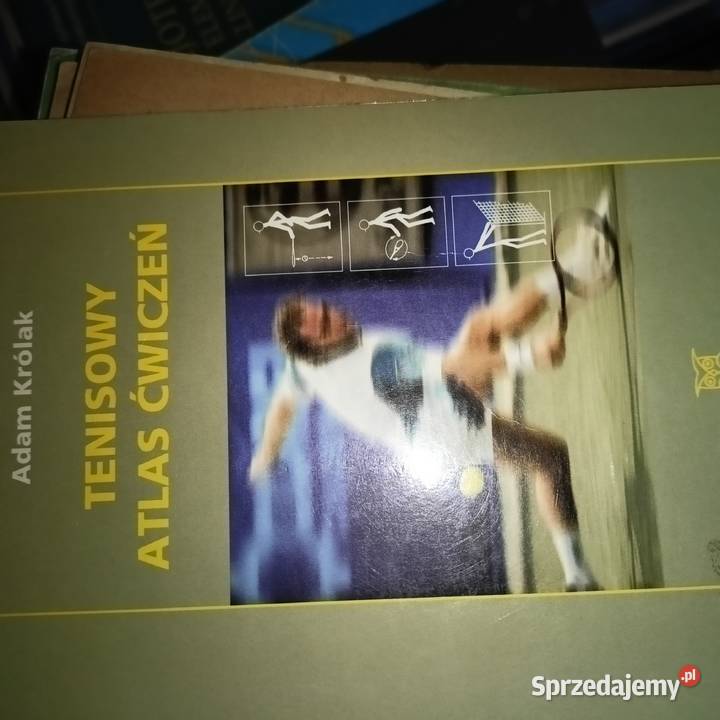 Adam Królak
TENISOWY
ATLAS ĆWICZEŃ
Sprzedajemy.pl